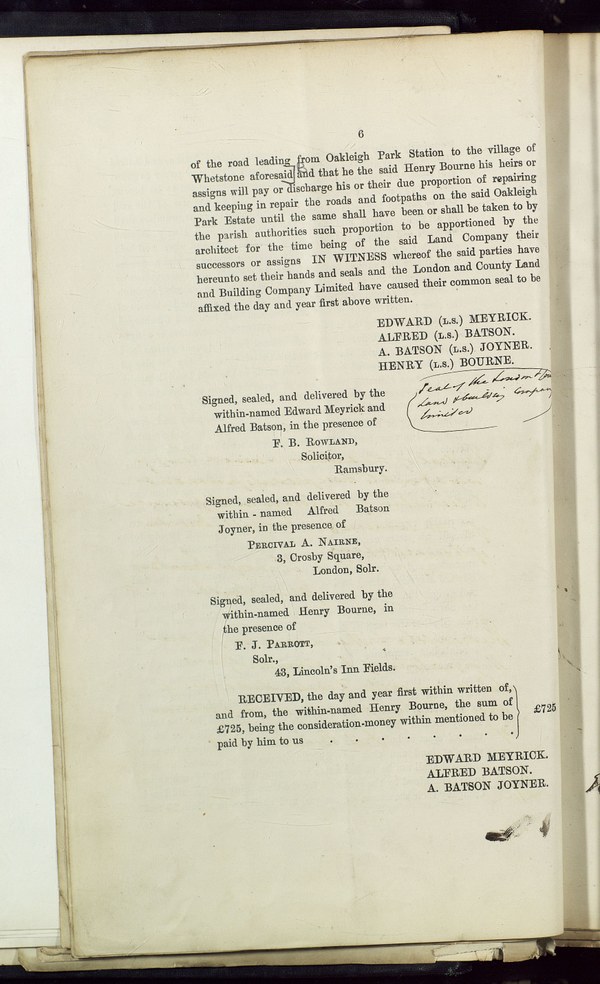 6
of the road leading from Oakleigh Park Station to the village of
Whetstone aforesaid and that he the said Henry Bourne his heirs or
assigns will pay or discharge his or their due proportion of repairing
and keeping in repair the roads and footpaths on the said Oakleigh
Park Estate until the same shall have been or shall be taken to by
the parish authorities such proportion to be apportioned by the
architect for the time being of the said Land Company their
successors or assigns IN WITNESS whereof the said parties have
hereunto set their hands and seals and the London and County Land
and Building Company Limited have caused their common seal to be
affixed the day and year first above written.
EDWARD (L.S.) MEYRICK.
ALFRED (L.S.) BATSON.
A. BATSON (L.S.) JOYNER.
HENRY (L.S.) BOURNE.
Seal of the London &
Land & building Company
limited
Signed, sealed, and delivered by the
within-named Edward Meyrick and
Alfred Batson, in the presence of
F. B. ROWLAND,
Solicitor,
Ramsbury.
Signed, sealed, and delivered by the
within-named Alfred Batson
Joyner, in the presence of
PERCIVAL A. NAIRNE,
3, Crosby Square,
London, Solr.
Signed, sealed, and delivered by the
within-named Henry Bourne, in
the presence of
F. J. PARROTT,
Solr.,
43, Lincoln's Inn Fields.
RECEIVED, the day and year first within written of,
and from, the within-named Henry Bourne, the sum of
£725, being the consideration-money within mentioned to be
paid by him to us . . . . . . .
£725
EDWARD MEYRICK.
ALFRED BATSON.
A. BATSON JOYNER.